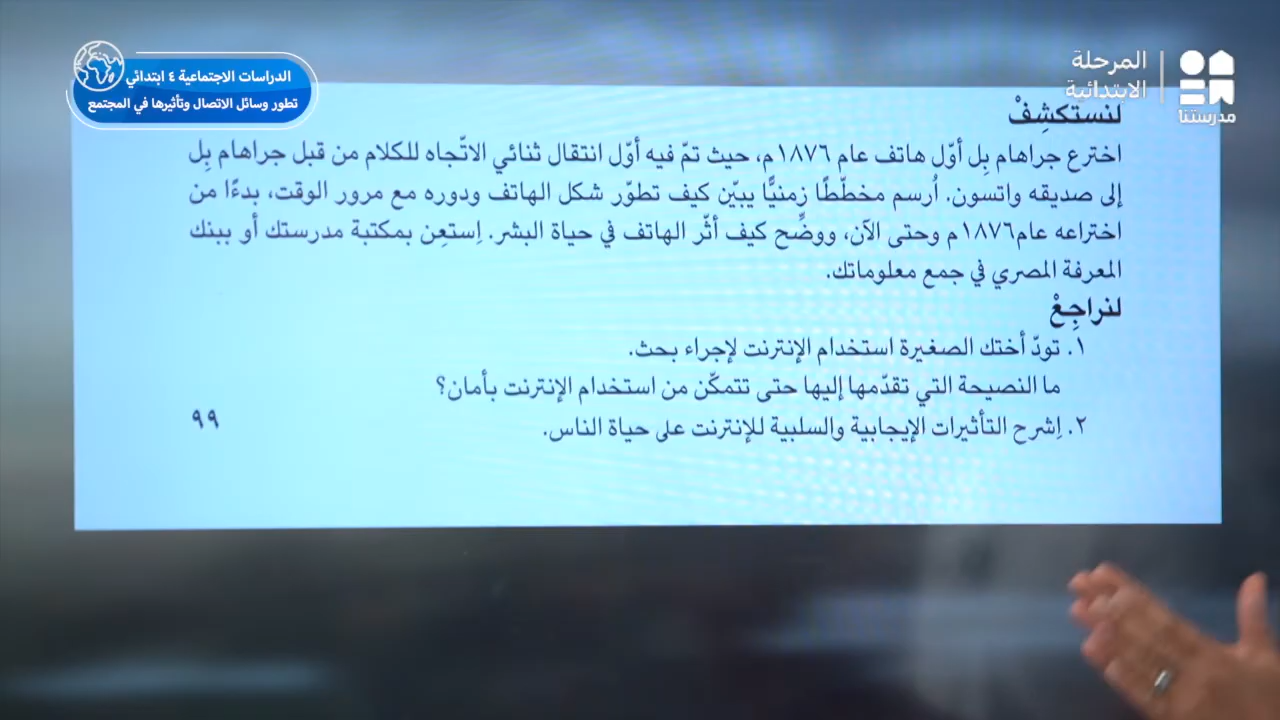 الدراسات الاجتماعية ٤ ابتدائي
تطور وسائل الاتصال وتأثيرها في المجتمع
المرحلة
الابتدائية
مدرستنا
لنستكشِفْ
اخترع جراهام بِل أوّل هاتف عام ١٨٧٦م، حيث تمّ فيه أوّل انتقال ثنائي الاتّجاه للكلام من قبل جراهام بِل
إلى صديقه واتسون. اُرسم مخطّطًا زمنيًّا يبيّن كيف تطوّر شكل الهاتف ودوره مع مرور الوقت، بدءًا من
اختراعه عام١٨٧٦م وحتى الآن، ووضِّح كيف أثّر الهاتف في حياة البشر. اِستعِن بمكتبة مدرستك أو ببنك
المعرفة المصري في جمع معلوماتك.
لنراجِعْ
١. تودّ أختك الصغيرة استخدام الإنترنت لإجراء بحث.
ما النصيحة التي تقدّمها إليها حتى تتمكّن من استخدام الإنترنت بأمان؟
٢. اِشرح التأثيرات الإيجابية والسلبية للإنترنت على حياة الناس.
٩٩